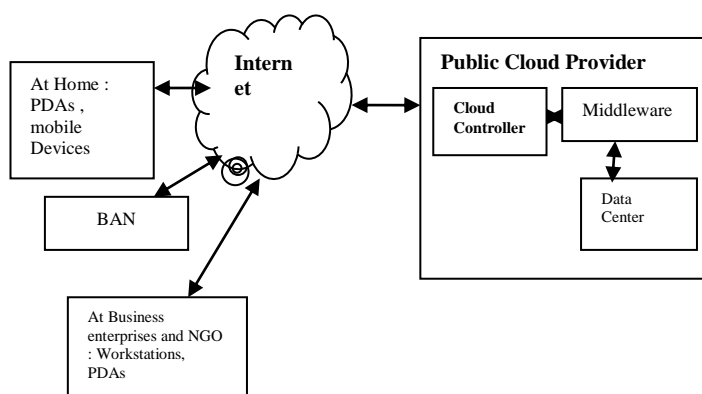 At Home :
PDAs ,
mobile
Devices
Intern
et
Public Cloud Provider
Cloud
Controller
Middleware
Data
Center
BAN
At Business
enterprises and NGO
: Workstations,
PDAs